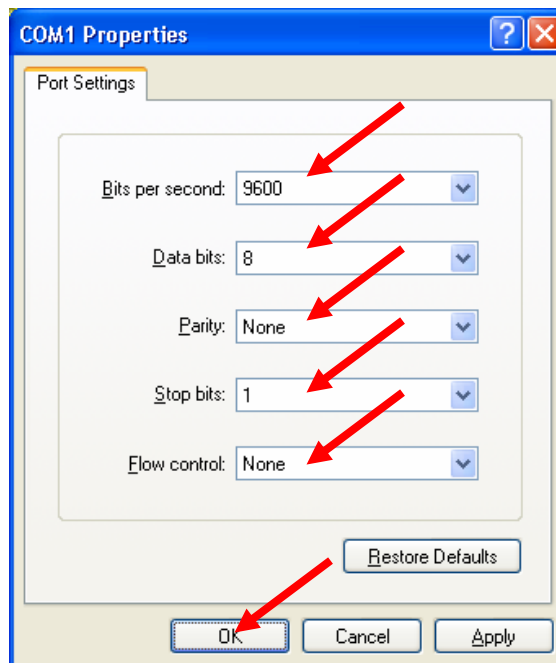 COM1 Properties
Port Settings
Bits per second: 9600
Data bits: 8
Parity: None
Stop bits: 1
Flow control: None
Restore Defaults
OK Cancel Apply